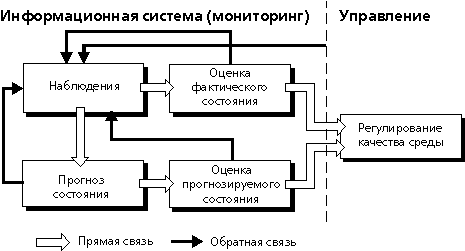 Информационная система (мониторинг)
Управление
Наблюдения
Оценка
фактического
состояния
Регулирование
качества среды
Прогноз
состояния
Оценка
прогнозируемого
состояния
Прямая связь
Обратная связь